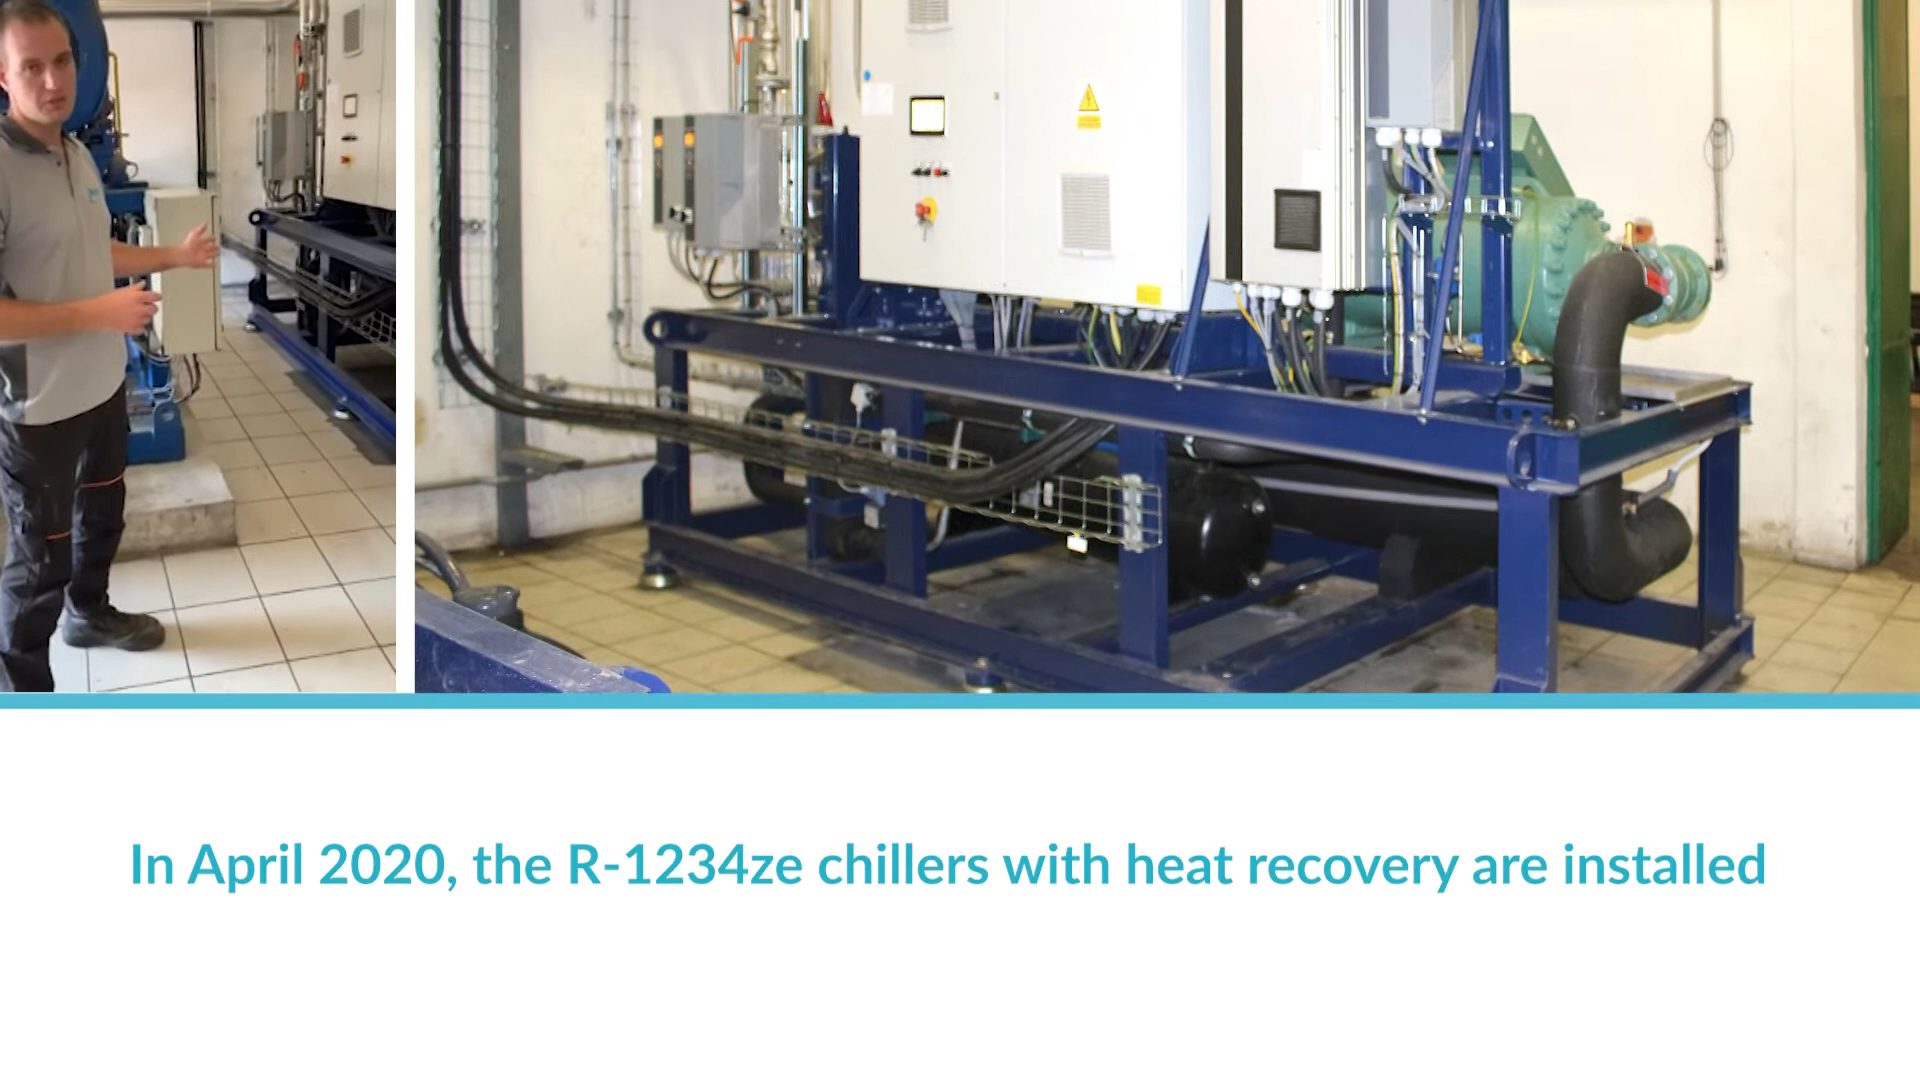 In April 2020, the R-1234ze chillers with heat recovery are installed